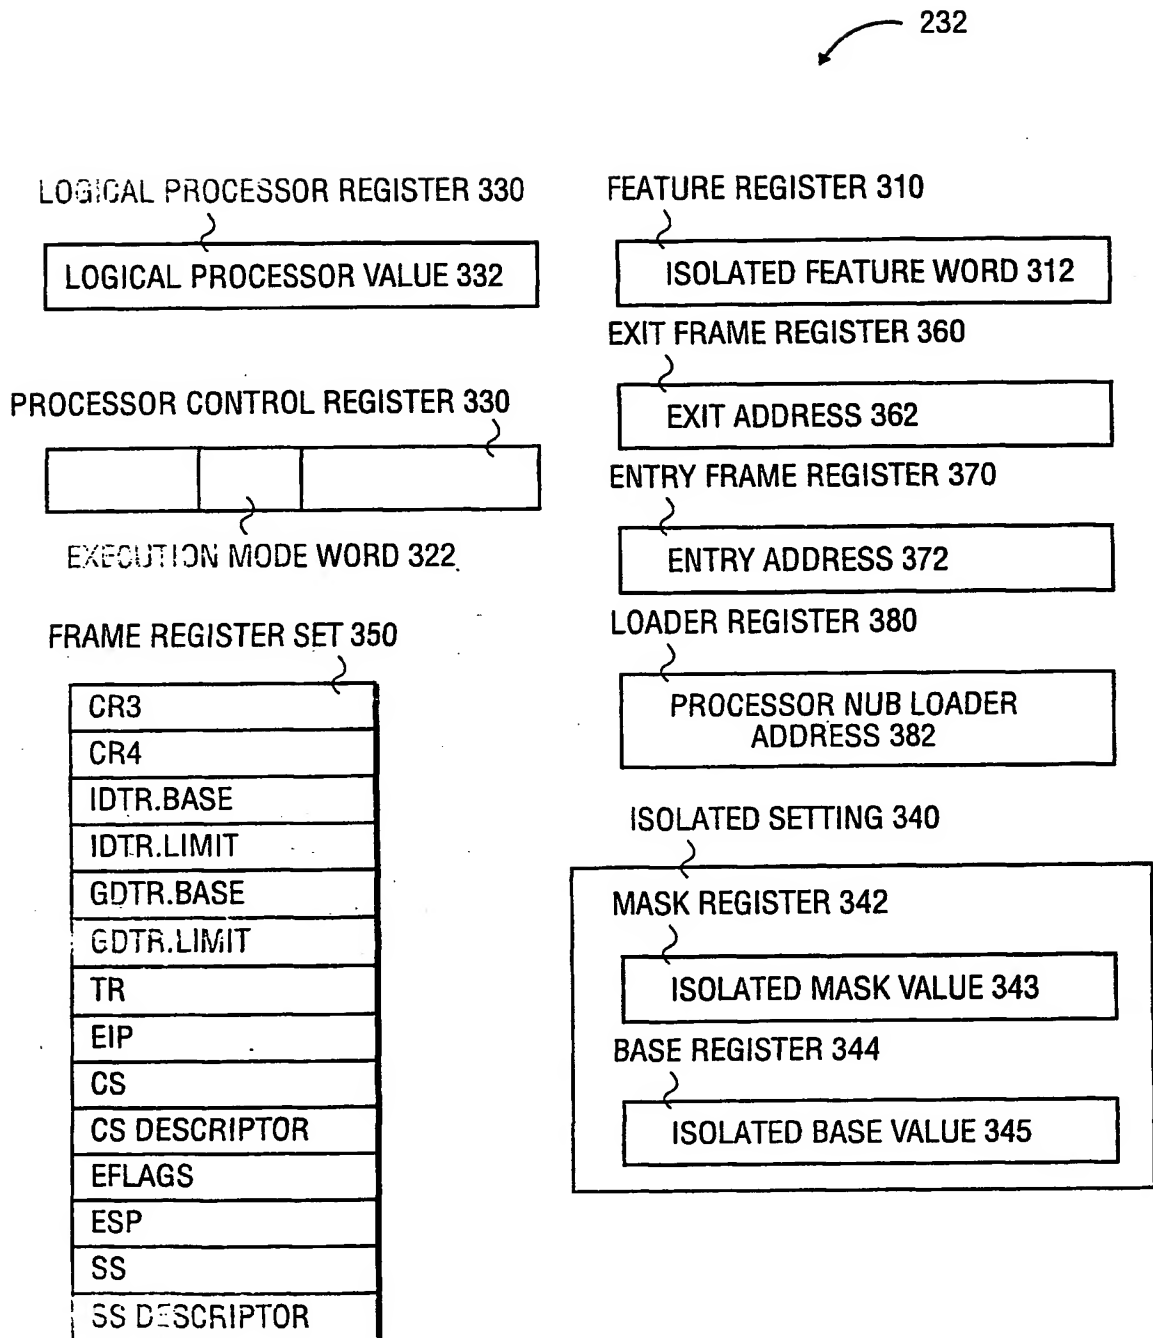 232
LOGICAL PROCESSOR REGISTER 330
LOGICAL PROCESSOR VALUE 332
PROCESSOR CONTROL REGISTER 330
EXECUTION MODE WORD 322
FRAME REGISTER SET 350
CR3
CR4
IDTR.BASE
IDTR.LIMIT
GDTR.BASE
GDTR.LIMIT
TR
EIP
CS
CS DESCRIPTOR
EFLAGS
ESP
SS
SS DESCRIPTOR
FEATURE REGISTER 310
ISOLATED FEATURE WORD 312
EXIT FRAME REGISTER 360
EXIT ADDRESS 362
ENTRY FRAME REGISTER 370
ENTRY ADDRESS 372
LOADER REGISTER 380
PROCESSOR NUB LOADER
ADDRESS 382
ISOLATED SETTING 340
MASK REGISTER 342
ISOLATED MASK VALUE 343
BASE REGISTER 344
ISOLATED BASE VALUE 345